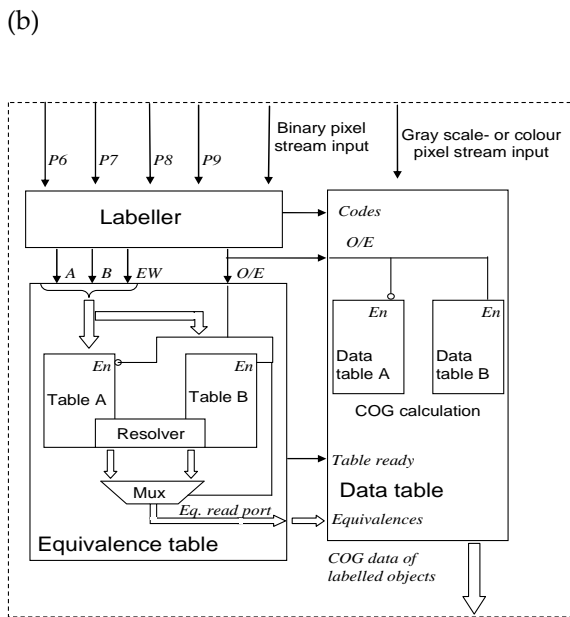 (b)
P6
P7
P8
P9
Binary pixel
stream input
Gray scale- or colour
pixel stream input
Labeller
Codes
A
B
EW
O/E
O/E
En
En
Table A
Table B
En
En
Data
table A
Data
table B
COG calculation
Resolver
Mux
Table ready
Data table
Eq. read port
Equivalences
Equivalence table
COG data of
labelled objects